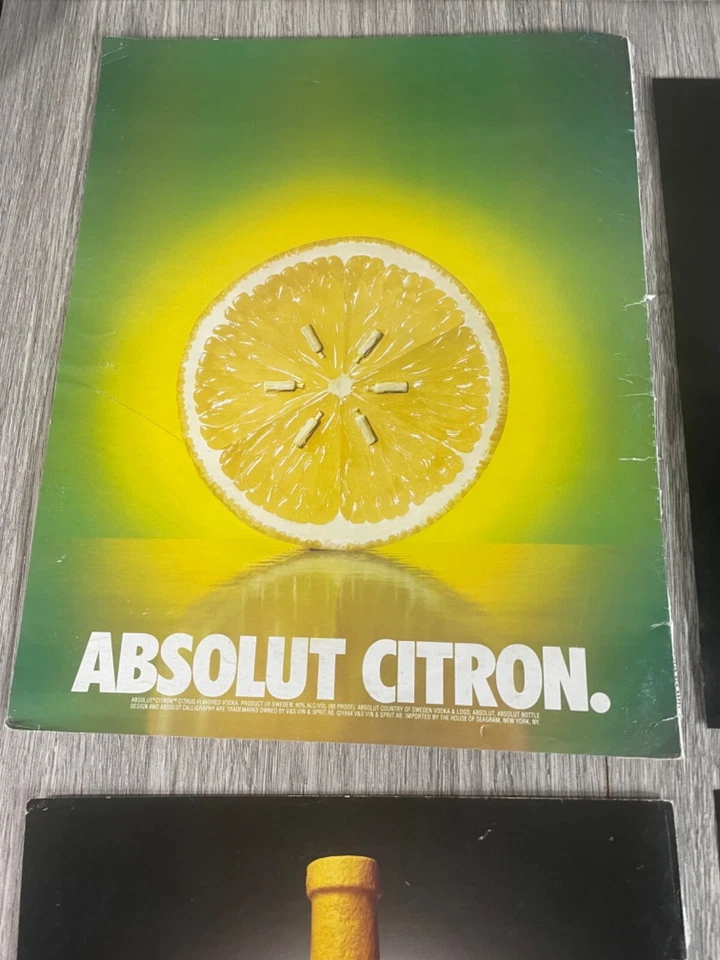 ABSOLUT CITRON.
ABSOLUT® CITRON™ CITRUS FLAVORED VODKA. PRODUCT OF SWEDEN. 40% ALC/VOL (80 PROOF). ABSOLUT COUNTRY OF SWEDEN VODKA & LOGO, ABSOLUT, ABSOLUT BOTTLE
DESIGN AND ABSOLUT CALLIGRAPHY ARE TRADEMARKS OWNED BY V&S VIN & SPRIT AB. ©1994 V&S VIN & SPRIT AB. IMPORTED BY THE HOUSE OF SEAGRAM, NEW YORK, NY.